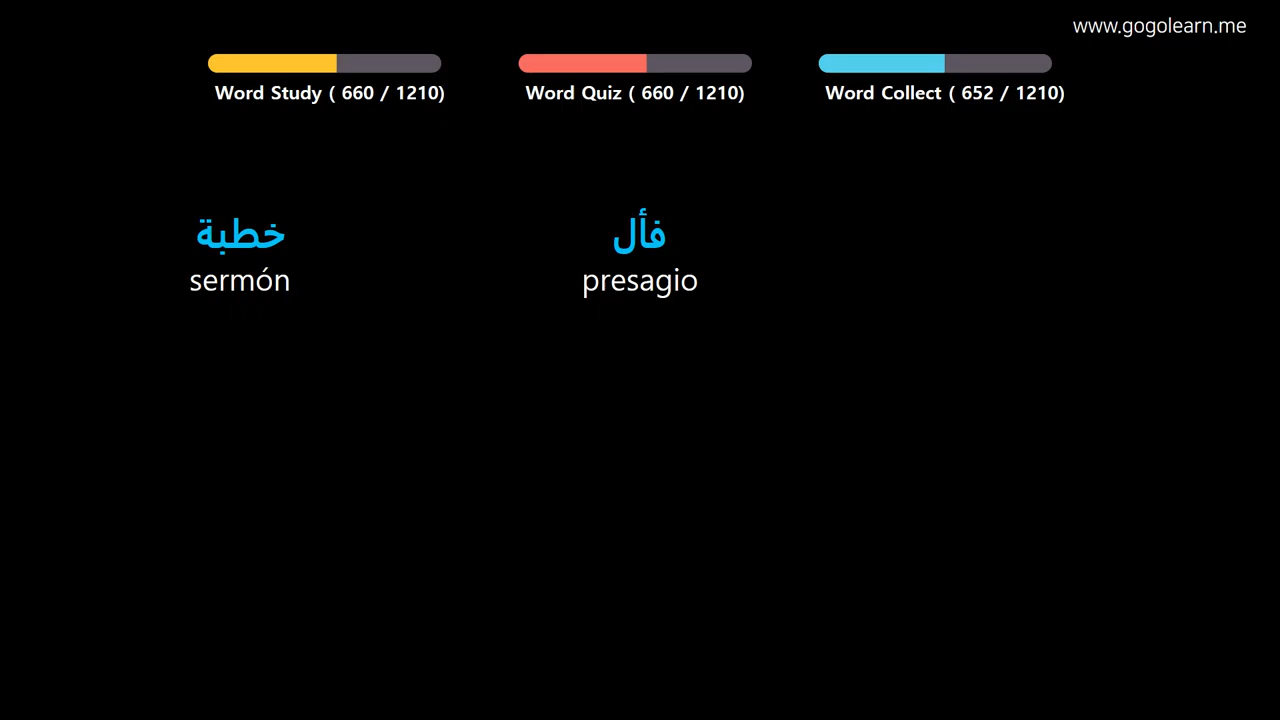 www.gogolearn.me
Word Study ( 660 / 1210)
Word Quiz ( 660 / 1210)
Word Collect ( 652 / 1210)
خطبة
sermón
فأل
presagio